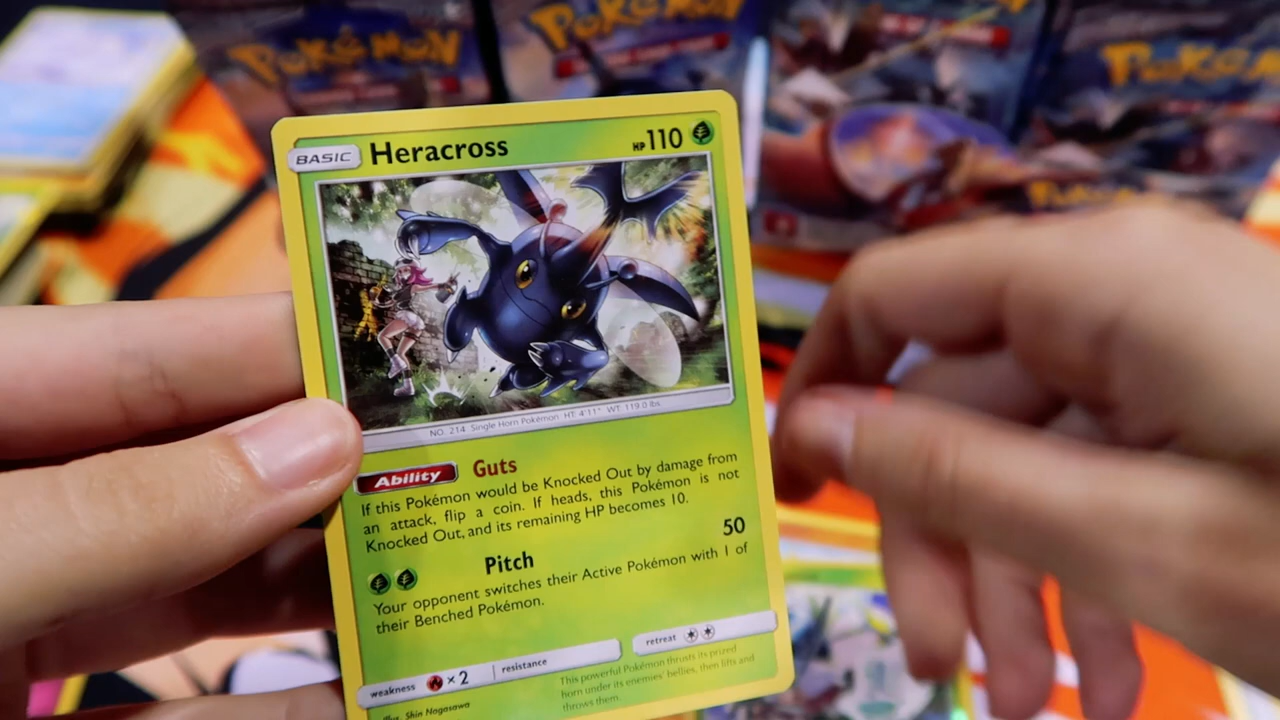 POKéMON
POKéMON
POKéM
BASIC Heracross HP110
NO. 214 Single Horn Pokémon HT: 4'11" WT: 119.0 lbs.
Ability Guts
If this Pokémon would be Knocked Out by damage from
an attack, flip a coin. If heads, this Pokémon is not
Knocked Out, and its remaining HP becomes 10.
Pitch 50
Your opponent switches their Active Pokémon with 1 of
their Benched Pokémon.
weakness ×2 resistance retreat
This powerful Pokémon thrusts its prized
horn under its enemies' bellies, then lifts and
throws them.
Illus. Shin Nagasawa